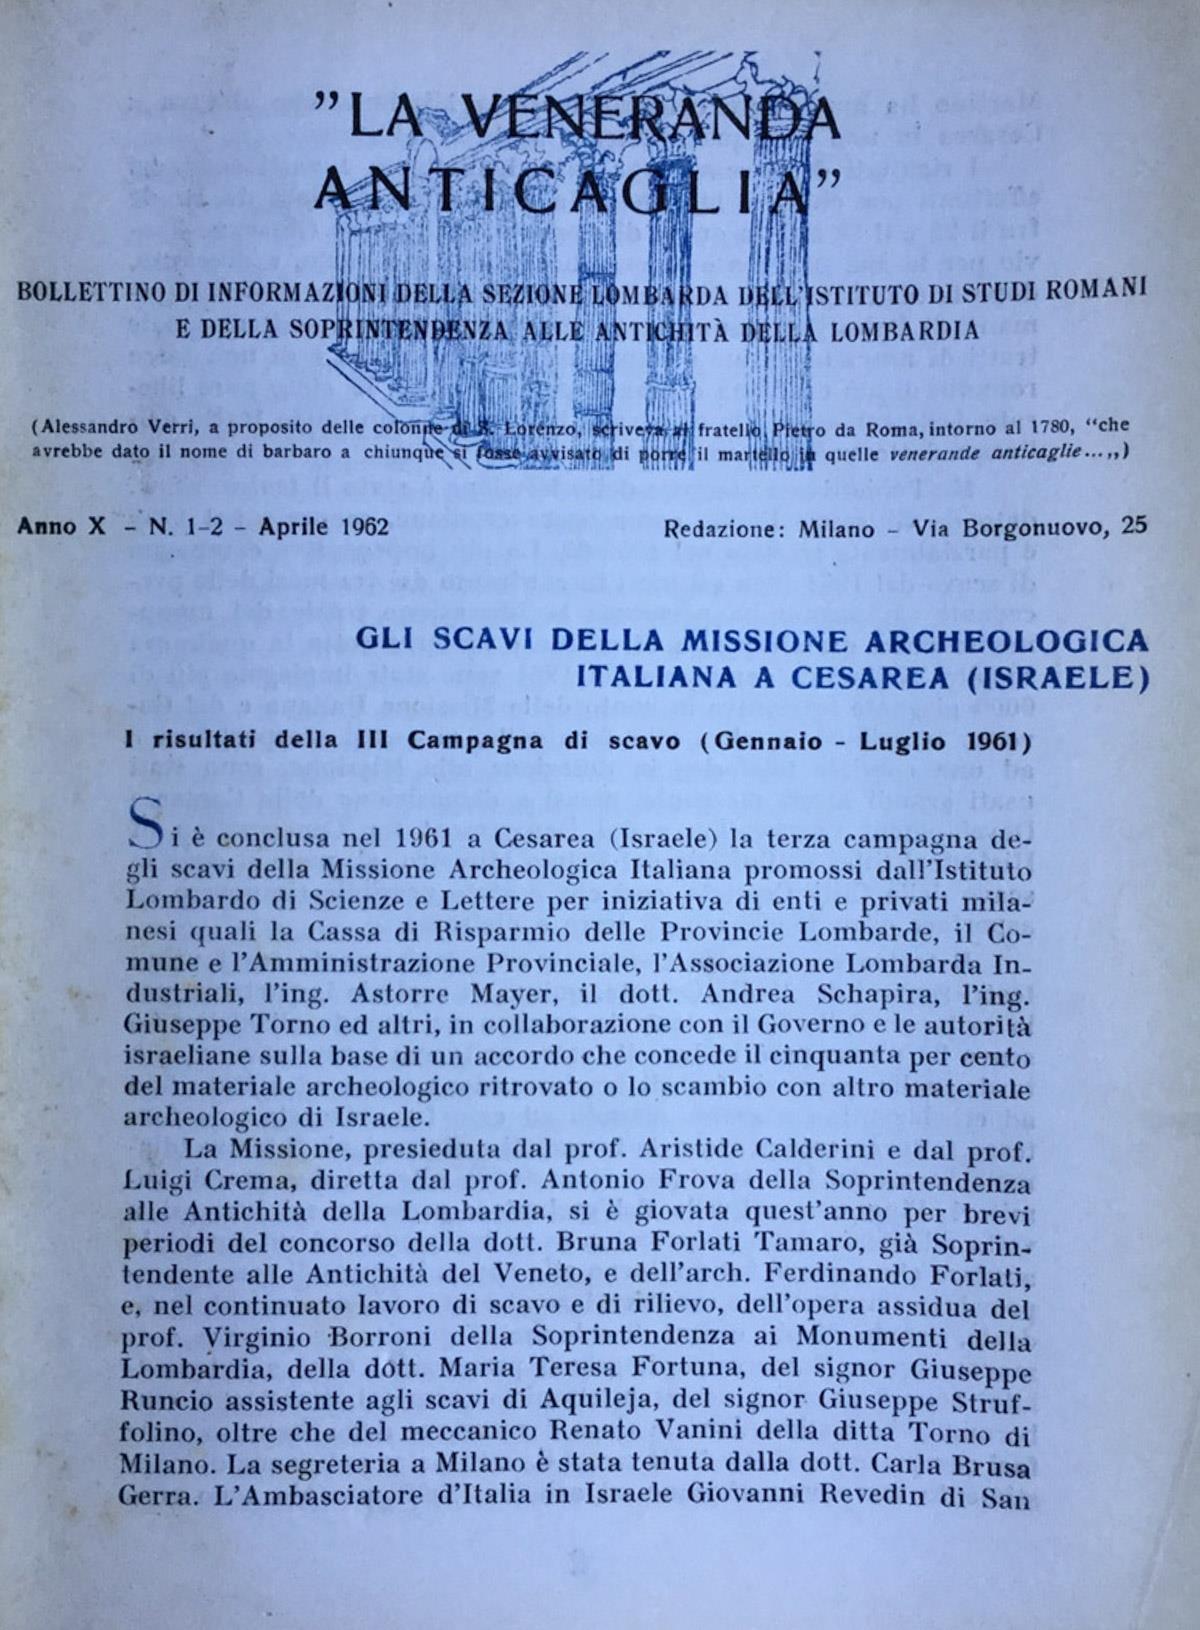 "LA VENERANDA
ANTICAGLIA"
BOLLETTINO DI INFORMAZIONI DELLA SEZIONE LOMBARDA DELL'ISTITUTO DI STUDI ROMANI
E DELLA SOPRINTENDENZA ALLE ANTICHITÀ DELLA LOMBARDIA
(Alessandro Verri, a proposito delle colonne di S. Lorenzo, scriveva al fratello Pietro da Roma, intorno al 1780, "che
avrebbe dato il nome di barbaro a chiunque si fosse avvisato di porre il martello in quelle venerande anticaglie...,,)
Anno X - N. 1-2 - Aprile 1962
Redazione: Milano - Via Borgonuovo, 25
GLI SCAVI DELLA MISSIONE ARCHEOLOGICA
ITALIANA A CESAREA (ISRAELE)
I risultati della III Campagna di scavo (Gennaio - Luglio 1961)
Si è conclusa nel 1961 a Cesarea (Israele) la terza campagna de-
gli scavi della Missione Archeologica Italiana promossi dall'Istituto
Lombardo di Scienze e Lettere per iniziativa di enti e privati mila-
nesi quali la Cassa di Risparmio delle Provincie Lombarde, il Co-
mune e l'Amministrazione Provinciale, l'Associazione Lombarda In-
dustriali, l'ing. Astorre Mayer, il dott. Andrea Schapira, l'ing.
Giuseppe Torno ed altri, in collaborazione con il Governo e le autorità
israeliane sulla base di un accordo che concede il cinquanta per cento
del materiale archeologico ritrovato o lo scambio con altro materiale
archeologico di Israele.
La Missione, presieduta dal prof. Aristide Calderini e dal prof.
Luigi Crema, diretta dal prof. Antonio Frova della Soprintendenza
alle Antichità della Lombardia, si è giovata quest'anno per brevi
periodi del concorso della dott. Bruna Forlati Tamaro, già Soprin-
tendente alle Antichità del Veneto, e dell'arch. Ferdinando Forlati,
e, nel continuato lavoro di scavo e di rilievo, dell'opera assidua del
prof. Virginio Borroni della Soprintendenza ai Monumenti della
Lombardia, della dott. Maria Teresa Fortuna, del signor Giuseppe
Runcio assistente agli scavi di Aquileja, del signor Giuseppe Struf-
folino, oltre che del meccanico Renato Vanini della ditta Torno di
Milano. La segreteria a Milano è stata tenuta dalla dott. Carla Brusa
Gerra. L'Ambasciatore d'Italia in Israele Giovanni Revedin di San